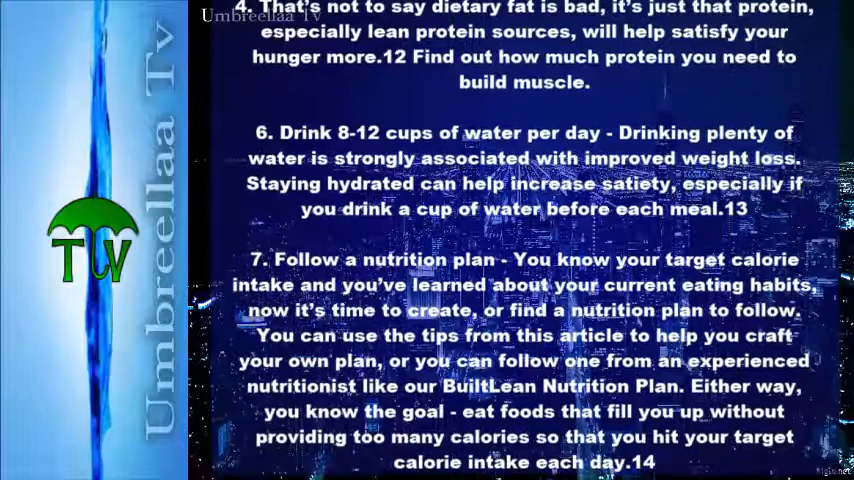 Umbreellaa Tv
4. That's not to say dietary fat is bad, it's just that protein,
especially lean protein sources, will help satisfy your
hunger more.12 Find out how much protein you need to
build muscle.
6. Drink 8-12 cups of water per day - Drinking plenty of
water is strongly associated with improved weight loss.
Staying hydrated can help increase satiety, especially if
you drink a cup of water before each meal.13
7. Follow a nutrition plan - You know your target calorie
intake and you've learned about your current eating habits,
now it's time to create, or find a nutrition plan to follow.
You can use the tips from this article to help you craft
your own plan, or you can follow one from an experienced
nutritionist like our BuiltLean Nutrition Plan. Either way,
you know the goal - eat foods that fill you up without
providing too many calories so that you hit your target
calorie intake each day.14
TV
Umbreellaa Tv